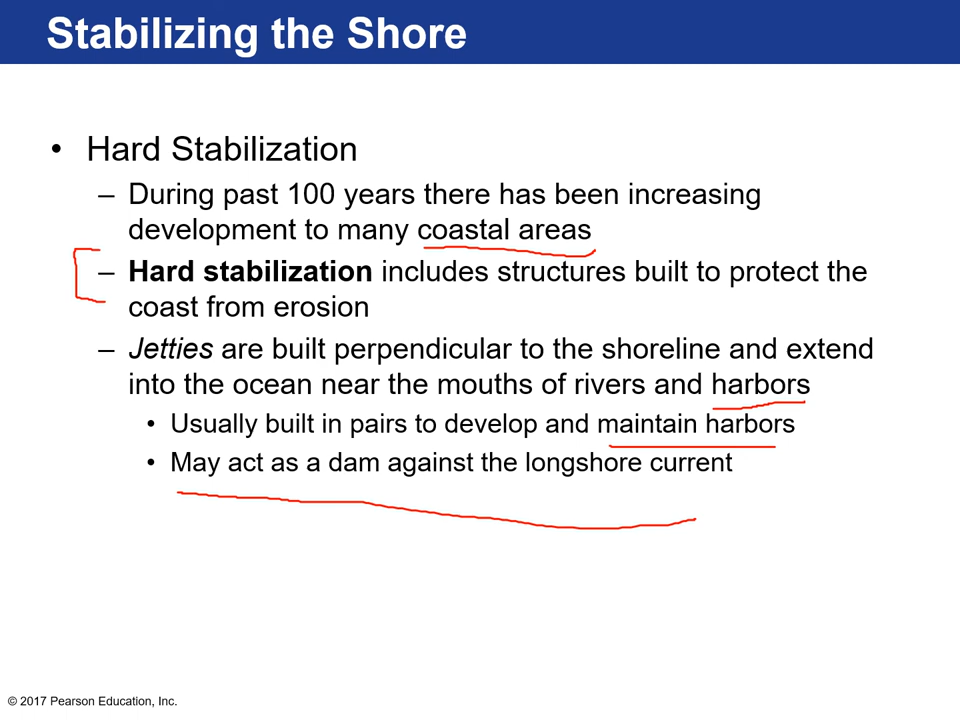 Stabilizing the Shore
• Hard Stabilization
– During past 100 years there has been increasing
development to many coastal areas
– Hard stabilization includes structures built to protect the
coast from erosion
– Jetties are built perpendicular to the shoreline and extend
into the ocean near the mouths of rivers and harbors
• Usually built in pairs to develop and maintain harbors
• May act as a dam against the longshore current
© 2017 Pearson Education, Inc.